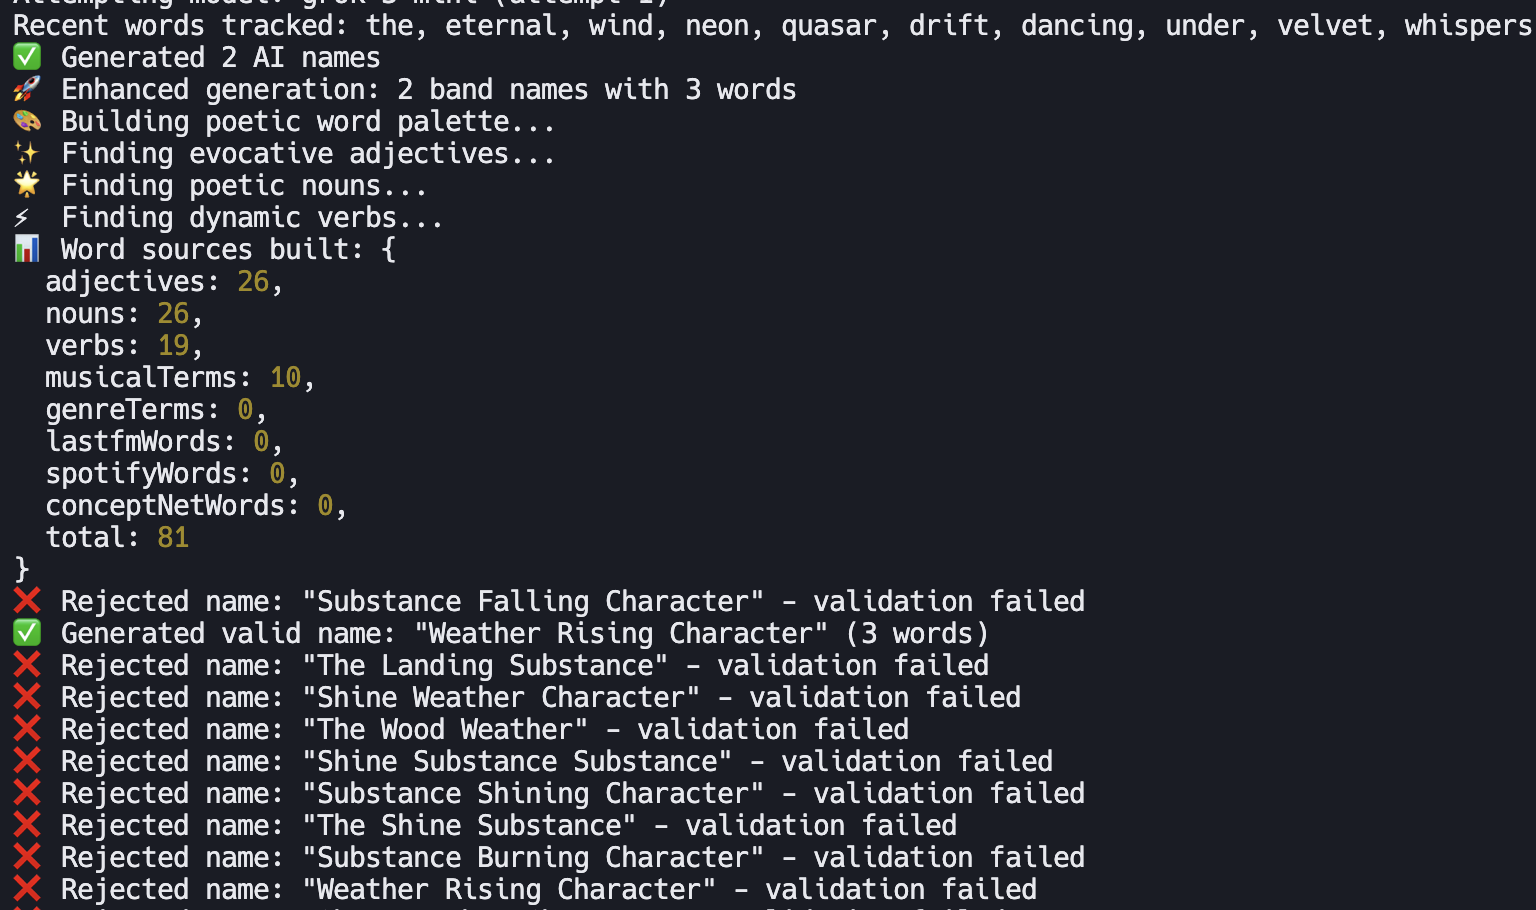 Recent words tracked: the, eternal, wind, neon, quasar, drift, dancing, under, velvet, whispers
✅ Generated 2 AI names
🚀 Enhanced generation: 2 band names with 3 words
🎨 Building poetic word palette...
✨ Finding evocative adjectives...
🌟 Finding poetic nouns...
⚡ Finding dynamic verbs...
📊 Word sources built: {
  adjectives: 26,
  nouns: 26,
  verbs: 19,
  musicalTerms: 10,
  genreTerms: 0,
  lastfmWords: 0,
  spotifyWords: 0,
  conceptNetWords: 0,
  total: 81
}
❌ Rejected name: "Substance Falling Character" - validation failed
✅ Generated valid name: "Weather Rising Character" (3 words)
❌ Rejected name: "The Landing Substance" - validation failed
❌ Rejected name: "Shine Weather Character" - validation failed
❌ Rejected name: "The Wood Weather" - validation failed
❌ Rejected name: "Shine Substance Substance" - validation failed
❌ Rejected name: "Substance Shining Character" - validation failed
❌ Rejected name: "The Shine Substance" - validation failed
❌ Rejected name: "Substance Burning Character" - validation failed
❌ Rejected name: "Weather Rising Character" - validation failed